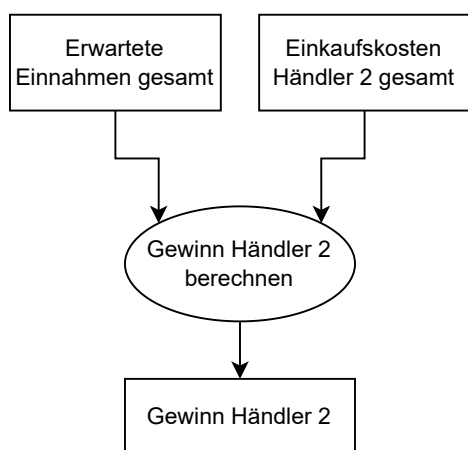 Erwartete
Einnahmen gesamt
Einkaufskosten
Händler 2 gesamt
Gewinn Händler 2
berechnen
Gewinn Händler 2